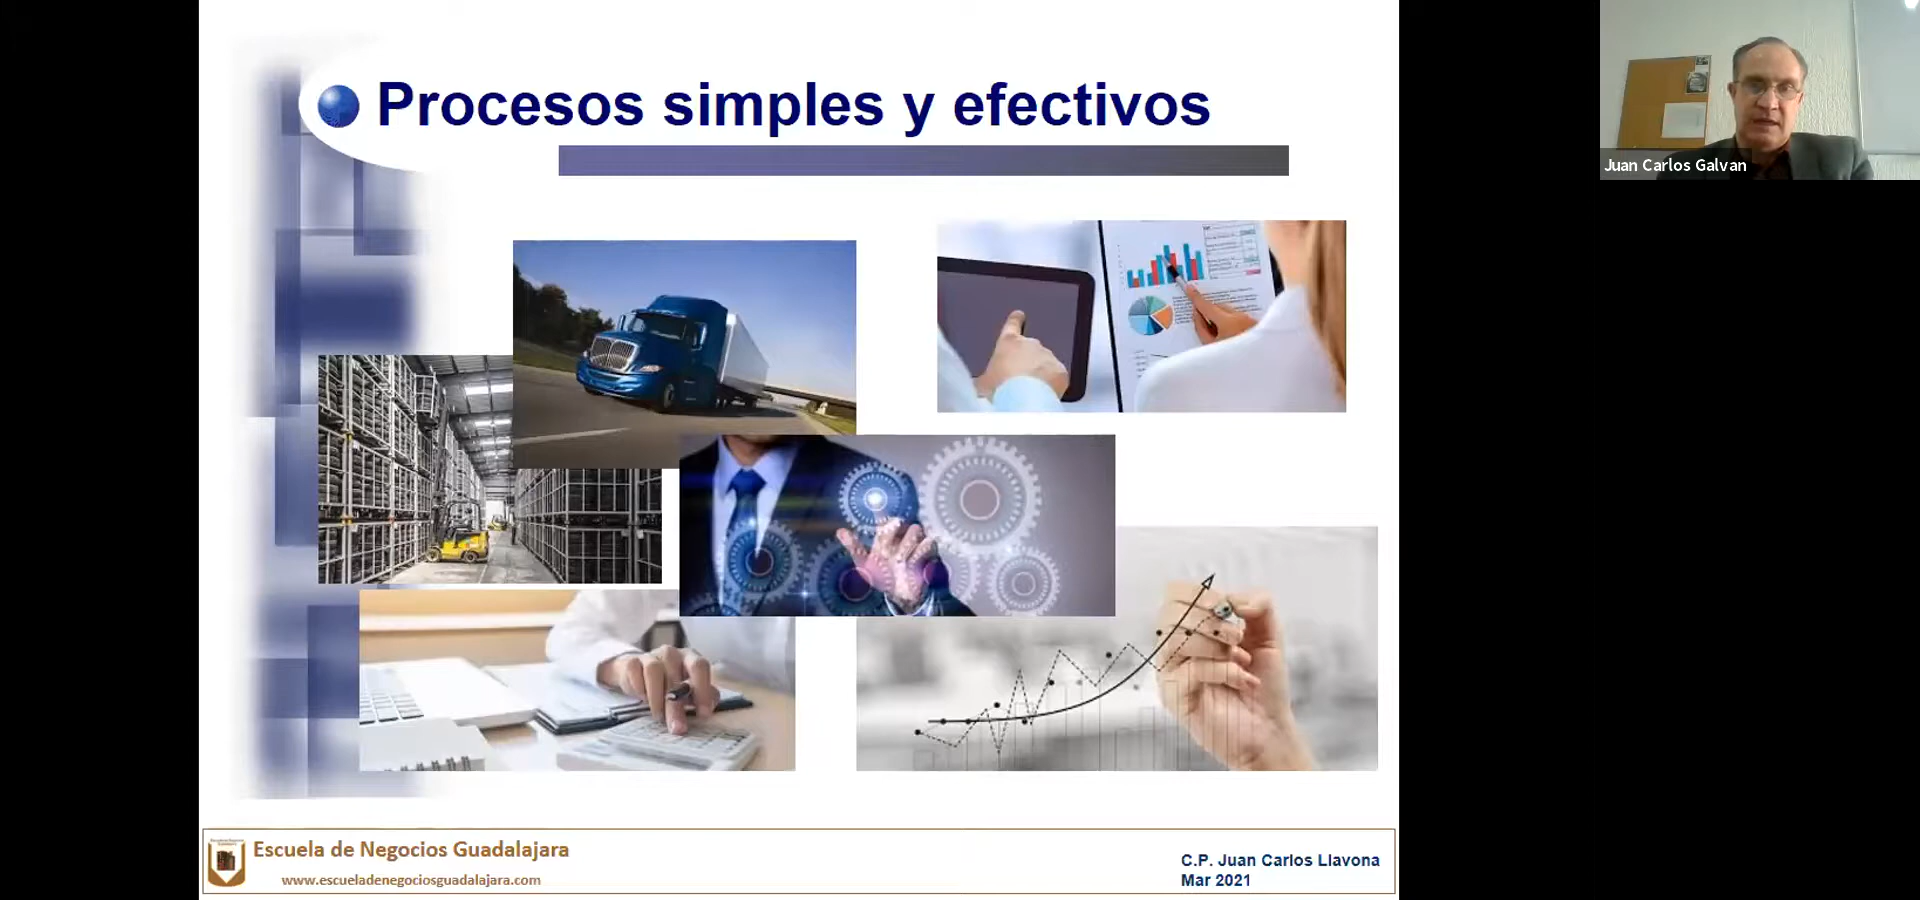 Procesos simples y efectivos
Juan Carlos Galvan
Escuela de Negocios Guadalajara
www.escueladenegociosguadalajara.com
C.P. Juan Carlos Llavona
Mar 2021